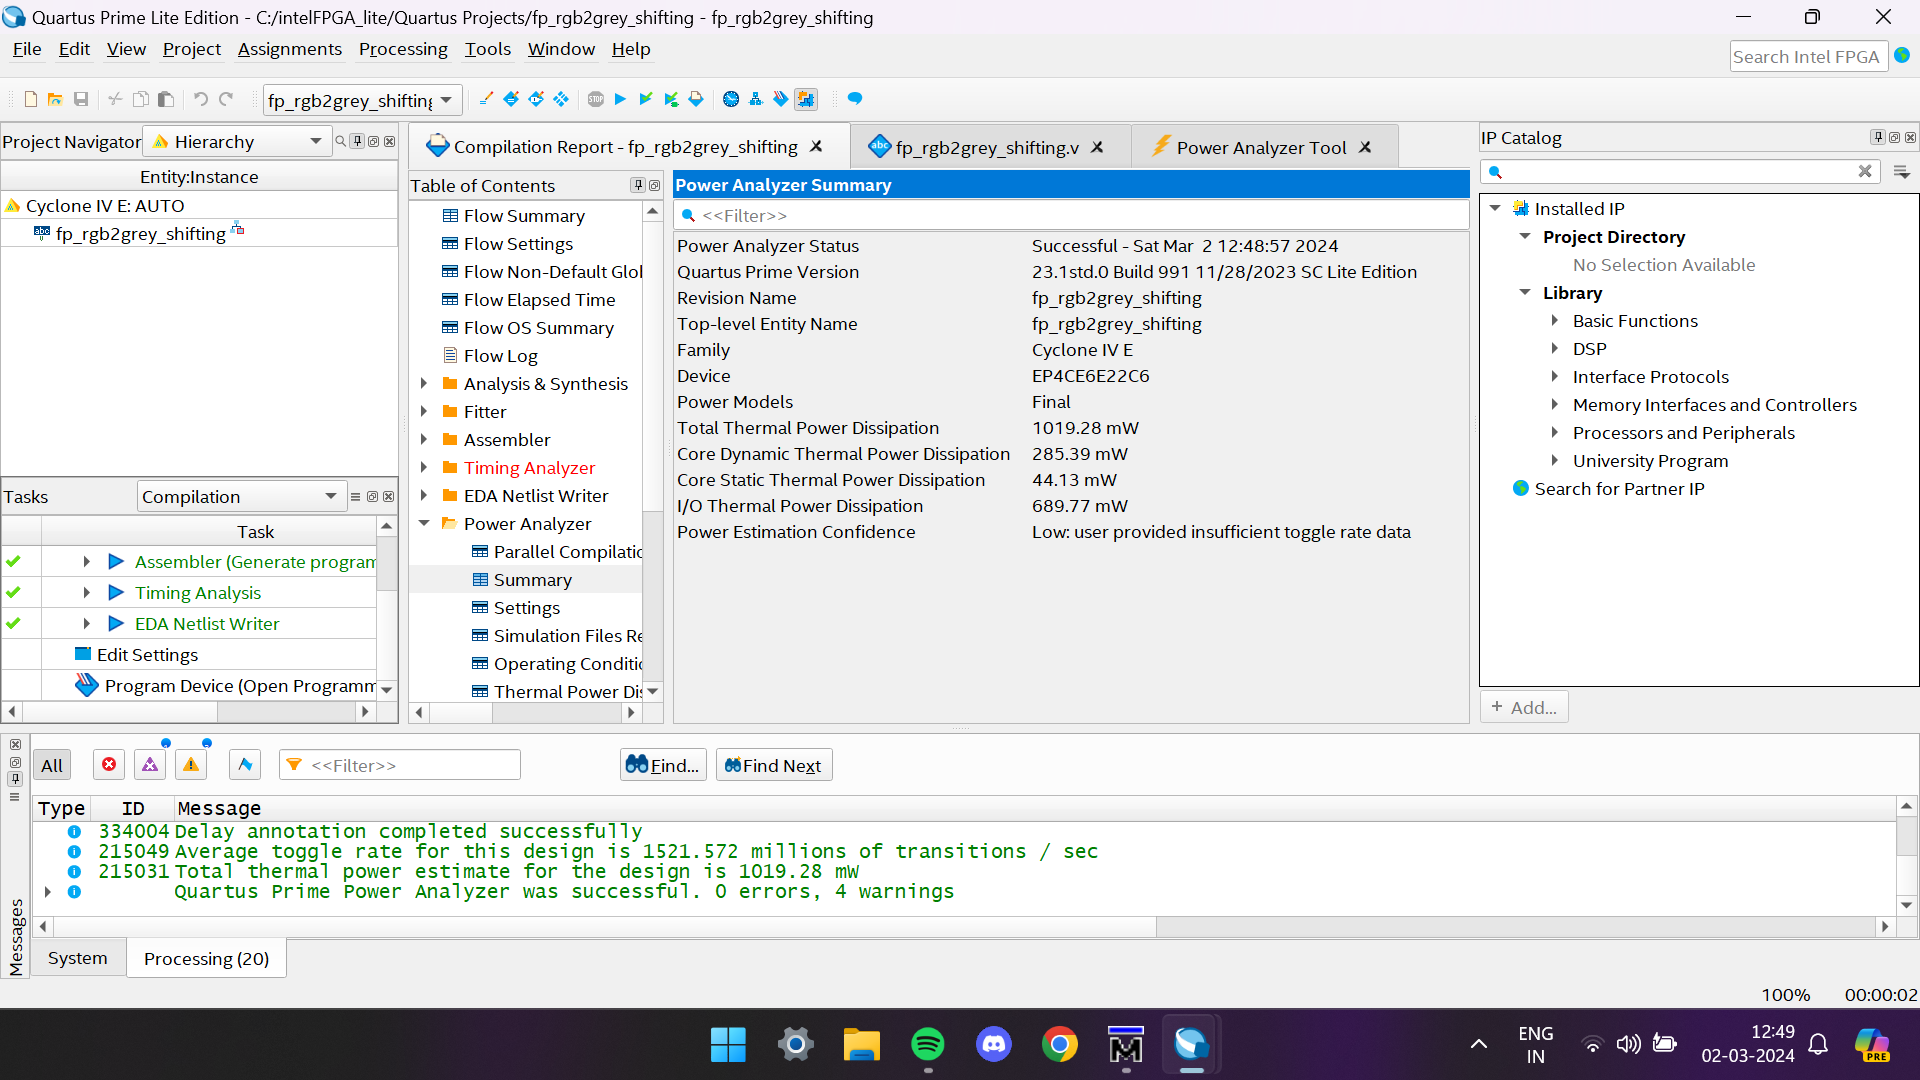 Quartus Prime Lite Edition - C:/intelFPGA_lite/Quartus Projects/fp_rgb2grey_shifting - fp_rgb2grey_shifting
File Edit View Project Assignments Processing Tools Window Help
Search Intel FPGA
fp_rgb2grey_shifting
Project Navigator Hierarchy
Entity:Instance
Cyclone IV E: AUTO
fp_rgb2grey_shifting
Tasks Compilation
Task
Assembler (Generate program
Timing Analysis
EDA Netlist Writer
Edit Settings
Program Device (Open Programm
Compilation Report - fp_rgb2grey_shifting
fp_rgb2grey_shifting.v
Power Analyzer Tool
Table of Contents
Flow Summary
Flow Settings
Flow Non-Default Glol
Flow Elapsed Time
Flow OS Summary
Flow Log
Analysis & Synthesis
Fitter
Assembler
Timing Analyzer
EDA Netlist Writer
Power Analyzer
Parallel Compilatic
Summary
Settings
Simulation Files Re
Operating Conditic
Thermal Power Dis
Power Analyzer Summary
<<Filter>>
Power Analyzer Status Successful - Sat Mar 2 12:48:57 2024
Quartus Prime Version 23.1std.0 Build 991 11/28/2023 SC Lite Edition
Revision Name fp_rgb2grey_shifting
Top-level Entity Name fp_rgb2grey_shifting
Family Cyclone IV E
Device EP4CE6E22C6
Power Models Final
Total Thermal Power Dissipation 1019.28 mW
Core Dynamic Thermal Power Dissipation 285.39 mW
Core Static Thermal Power Dissipation 44.13 mW
I/O Thermal Power Dissipation 689.77 mW
Power Estimation Confidence Low: user provided insufficient toggle rate data
IP Catalog
Installed IP
Project Directory
No Selection Available
Library
Basic Functions
DSP
Interface Protocols
Memory Interfaces and Controllers
Processors and Peripherals
University Program
Search for Partner IP
+ Add...
All <<Filter>> Find... Find Next
Type ID Message
334004 Delay annotation completed successfully
215049 Average toggle rate for this design is 1521.572 millions of transitions / sec
215031 Total thermal power estimate for the design is 1019.28 mW
Quartus Prime Power Analyzer was successful. 0 errors, 4 warnings
Messages
System Processing (20)
100% 00:00:02
ENG
IN
12:49
02-03-2024
PRE